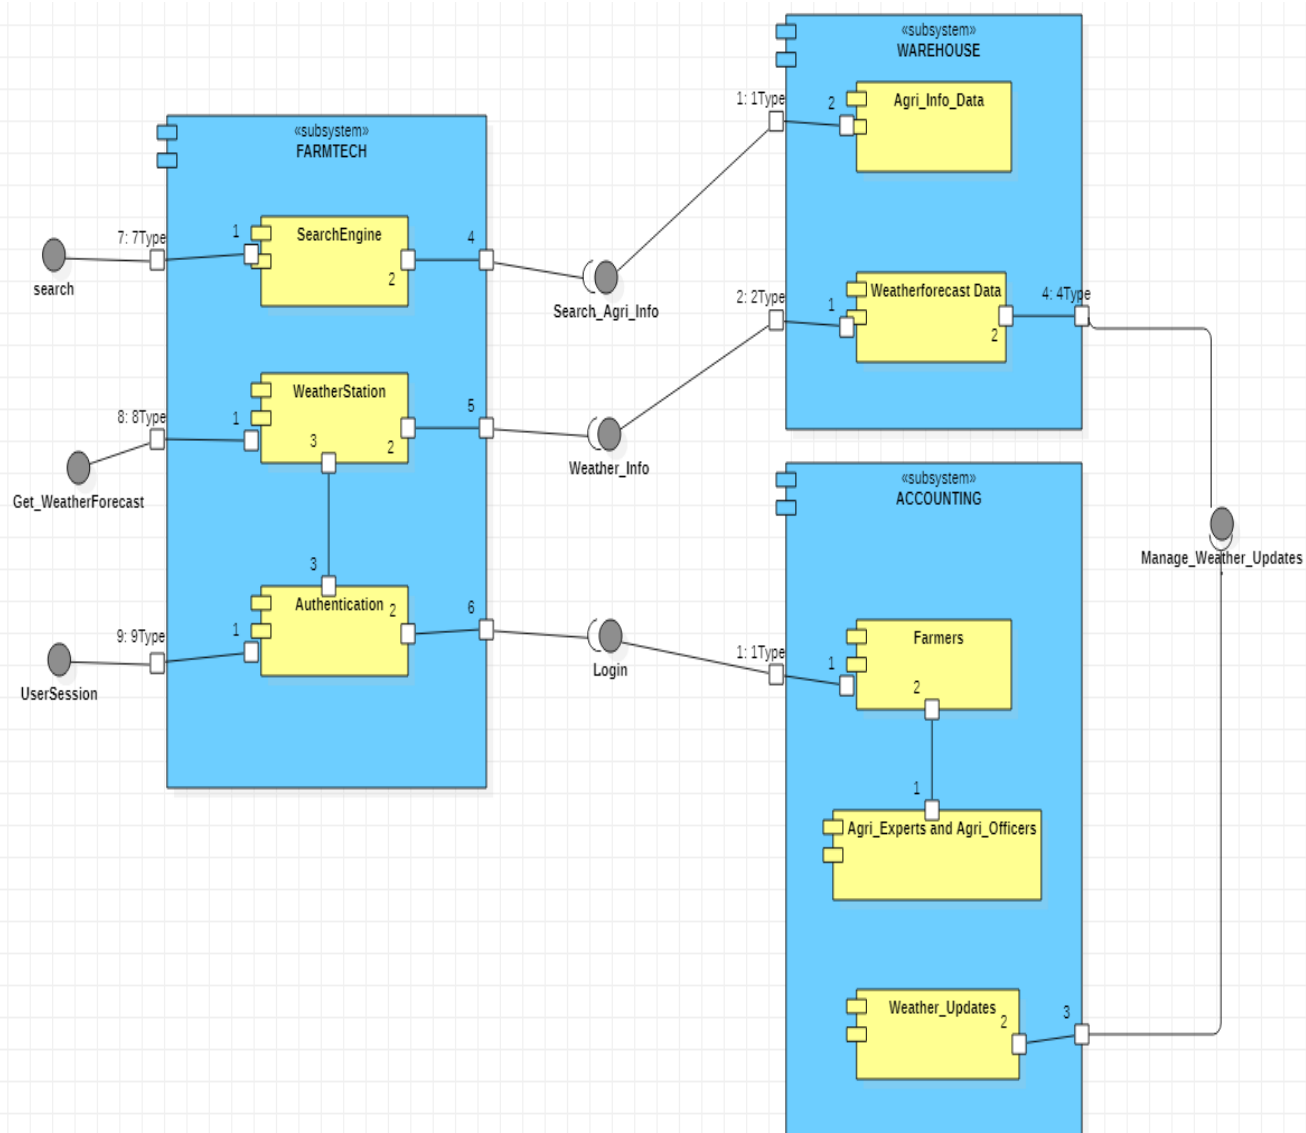 «subsystem»
FARMTECH
7: 7Type
1
SearchEngine
2
4
search
Search_Agri_Info
8: 8Type
1
WeatherStation
3
2
5
Get_WeatherForecast
Weather_Info
3
9: 9Type
1
Authentication
2
6
UserSession
Login
«subsystem»
WAREHOUSE
1: 1Type
2
Agri_Info_Data
2: 2Type
1
Weatherforecast Data
2
4: 4Type
Manage_Weather_Updates
«subsystem»
ACCOUNTING
1: 1Type
1
Farmers
2
1
Agri_Experts and Agri_Officers
Weather_Updates
2
3